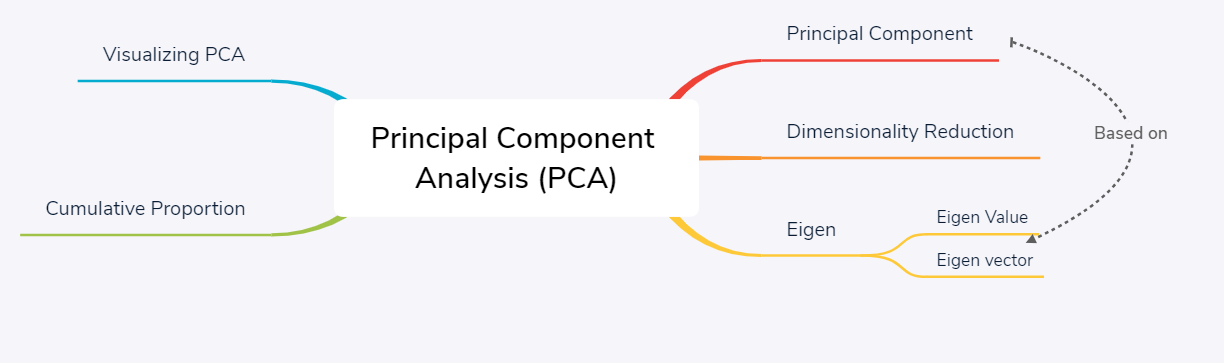 Visualizing PCA
Cumulative Proportion
Principal Component
Analysis (PCA)
Principal Component
Dimensionality Reduction
Eigen
Eigen Value
Eigen vector
Based on